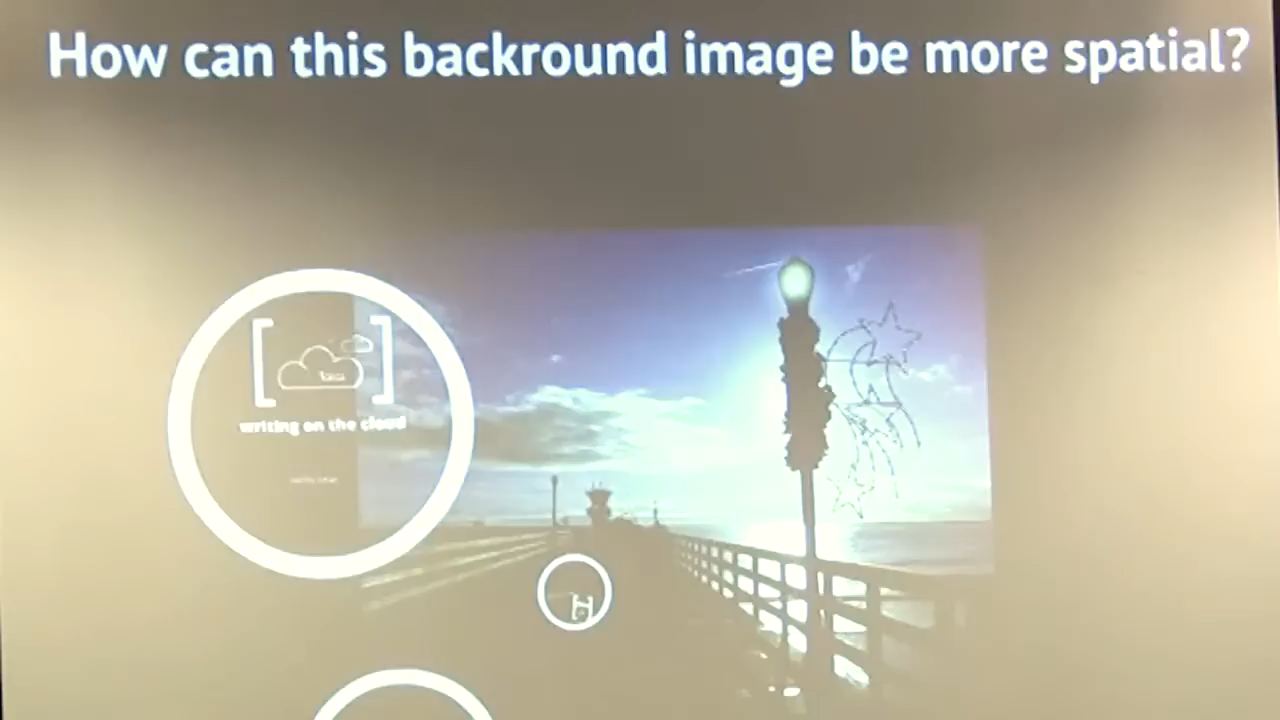 How can this backround image be more spatial?
writing on the cloud